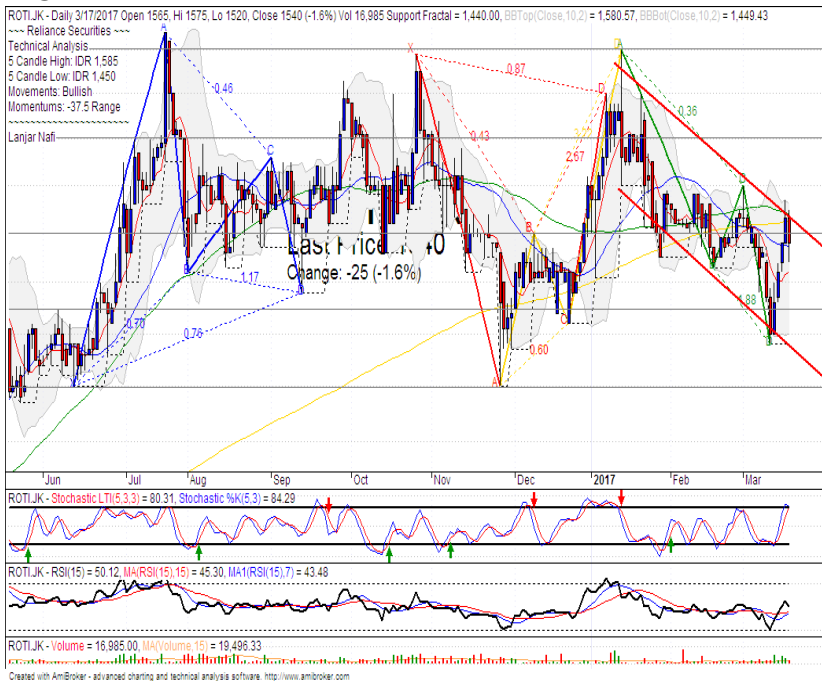 ROTI.JK - Daily 3/17/2017 Open 1565, Hi 1575, Lo 1520, Close 1540 (-1.6%) Vol 16,985 Support Fractal = 1,440.00, BBTop(Close,10,2) = 1,580.57, BBBot(Close,10,2) = 1,449.43
~~~ Reliance Securities ~~~
Technical Analysis
5 Candle High: IDR 1,585
5 Candle Low: IDR 1,450
Movements: Bullish
Momentums: -37.5 Range
~~~~~~~~~~~~~~~~~~~~~
Lanjar Nafi
A
X
A
0.46
0.87
D
0.36
0.43
2.67
C
B
B
1.17
Last Price
40
Change: -25 (-1.6%)
C
0.70
0.76
0.60
1.88
A
Jun Jul Aug Sep Oct Nov Dec 2017 Feb Mar
ROTI.JK - Stochastic LTI(5,3,3) = 80.31, Stochastic %K(5,3) = 84.29
ROTI.JK - RSI(15) = 50.12, MA(RSI(15),15) = 45.30, MA1(RSI(15),7) = 43.48
ROTI.JK - Volume = 16,985.00, MA(Volume,15) = 19,496.33
Created with AmiBroker - advanced charting and technical analysis software. http://www.amibroker.com